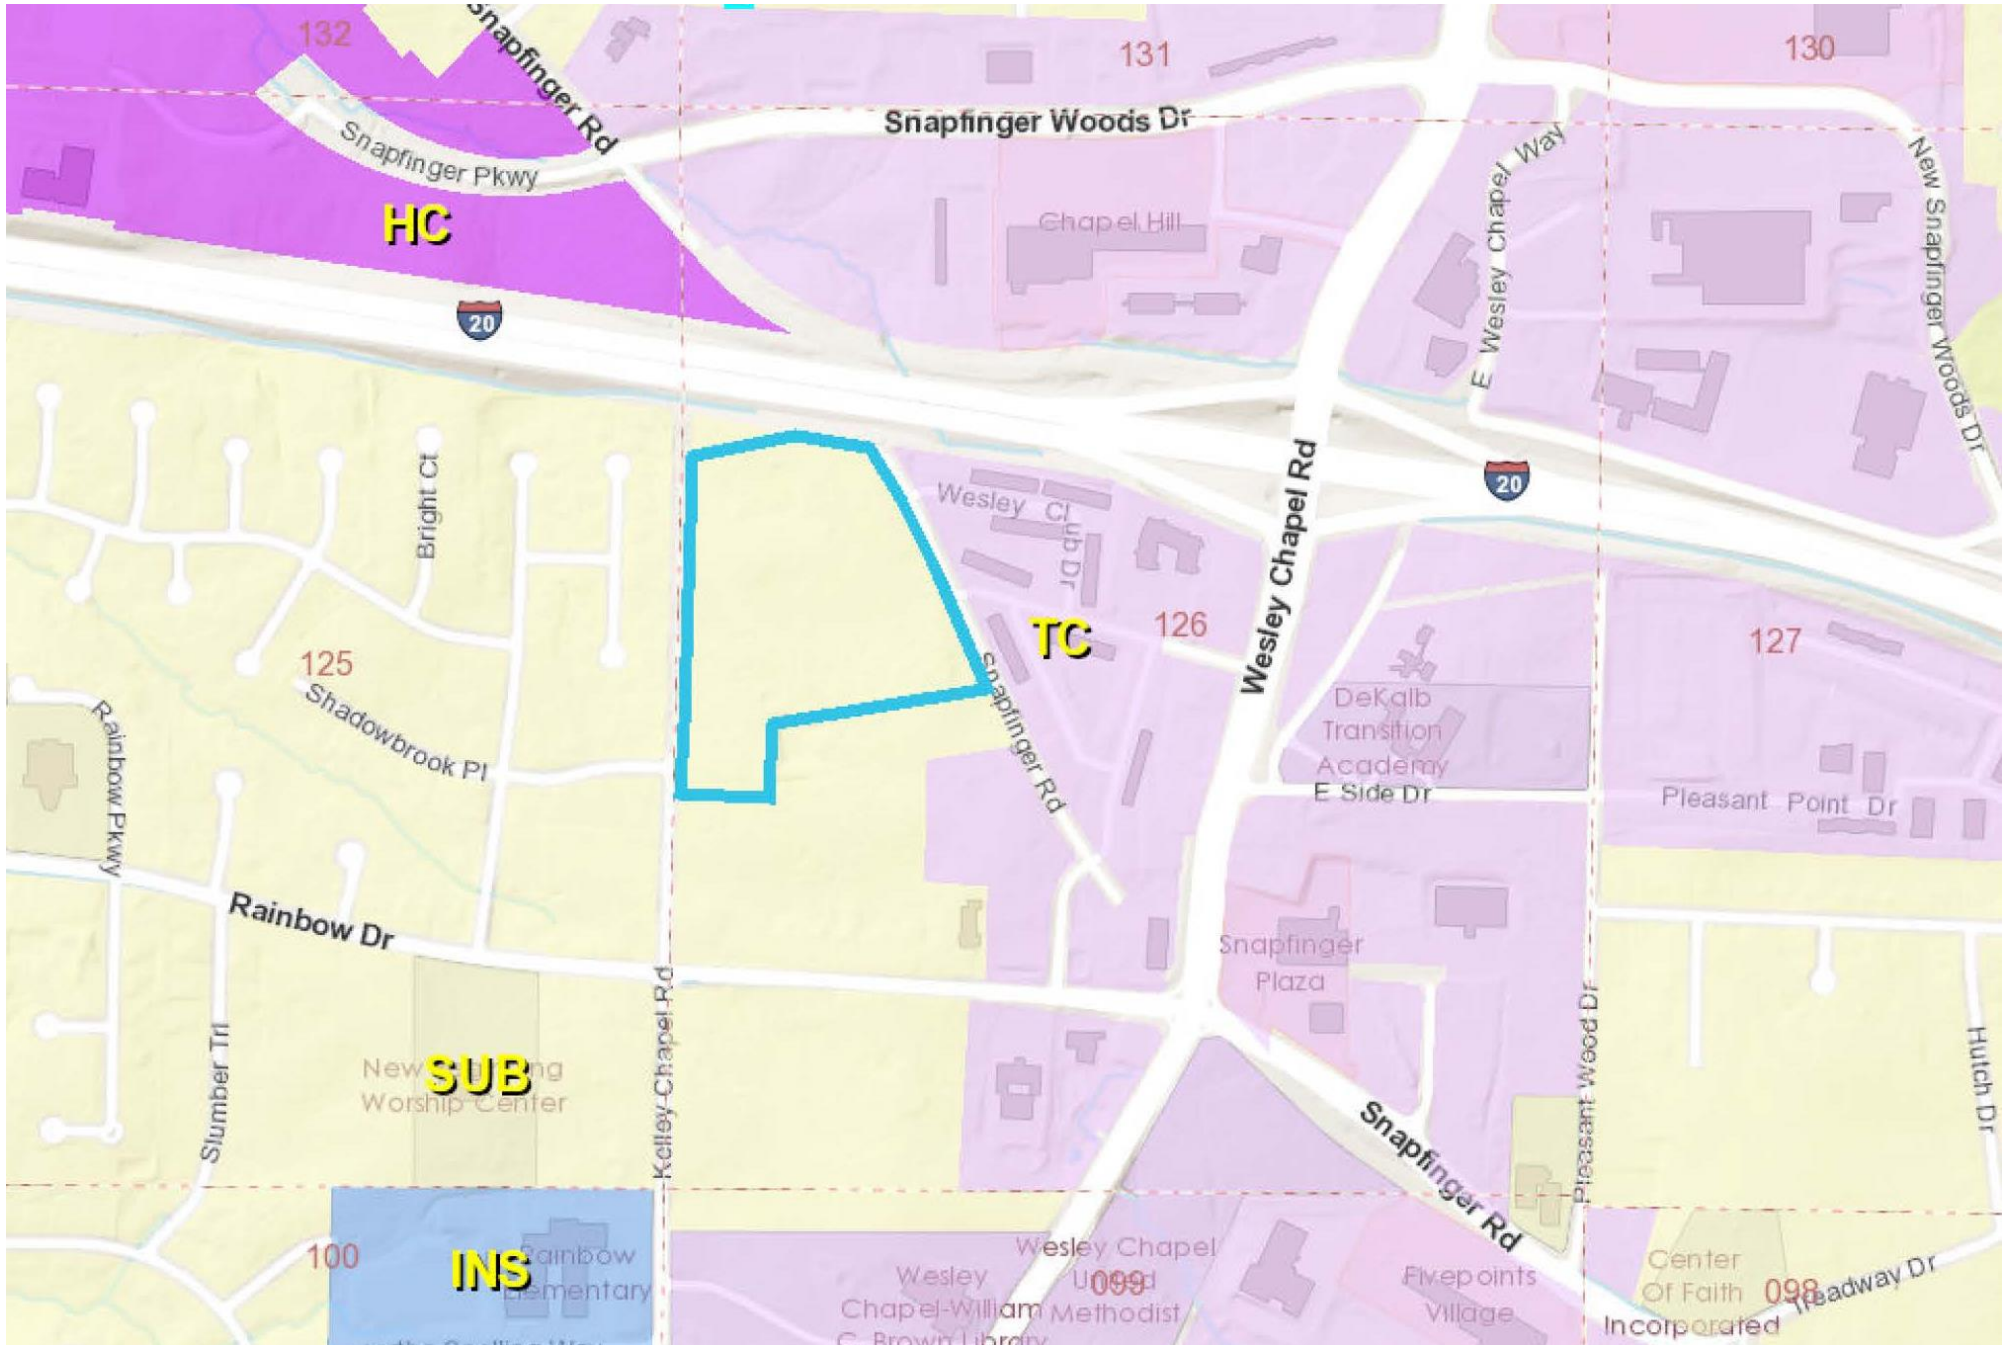 132
Snapfinger Rd
131
130
Snapfinger Woods Dr
Snapfinger Pkwy
E Wesley Chapel Way
New Snapfinger Woods Dr
HC
Chapel Hill
20
Wesley Chapel Rd
20
Bright Ct
Wesley Club Dr
TC
126
127
125
Shadowbrook Pl
Snapfinger Rd
DeKalb
Transition
Academy
E Side Dr
Pleasant Point Dr
Rainbow Pkwy
Rainbow Dr
Snapfinger
Plaza
Kelley Chapel Rd
Pleasant Wood Dr
Hutch Dr
Slumber Trl
SUB
New
ng
Worship Center
Snapfinger Rd
100
INS
Rainbow
Elementary
Wesley
Chapel-William
C. Brown Library
Wesley Chapel
United
Methodist
099
Fivepoints
Village
Center
Of Faith
Incorporated
098
Treadway Dr